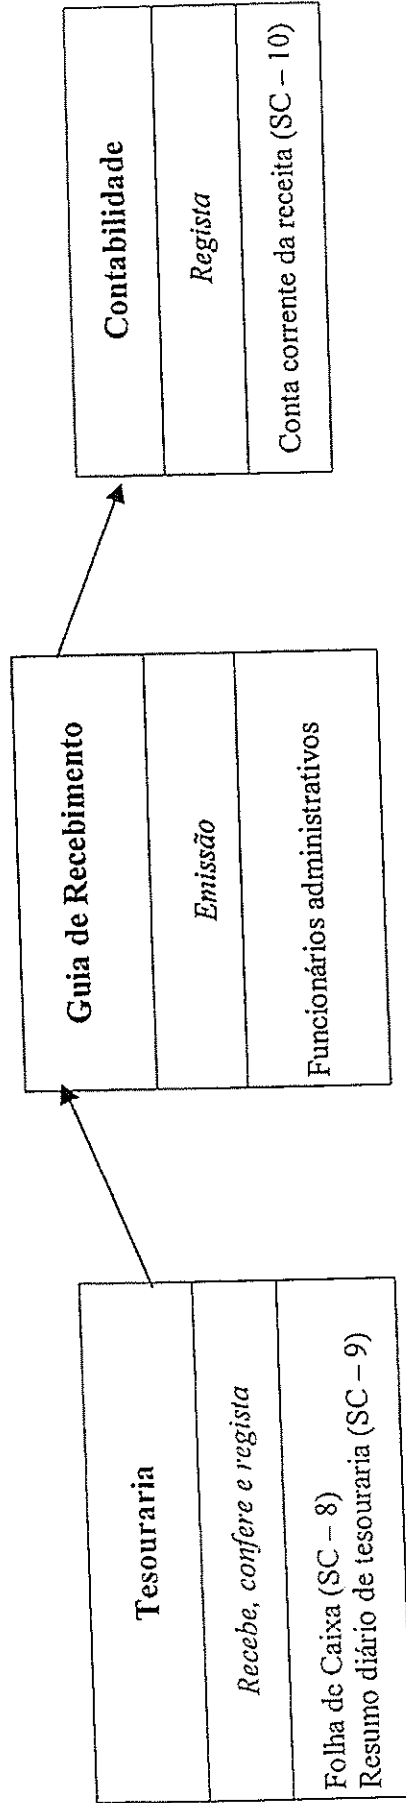 Tesouraria
Recebe, confere e regista
Folha de Caixa (SC – 8)
Resumo diário de tesouraria (SC – 9)
Guia de Recebimento
Emissão
Funcionários administrativos
Contabilidade
Regista
Conta corrente da receita (SC – 10)